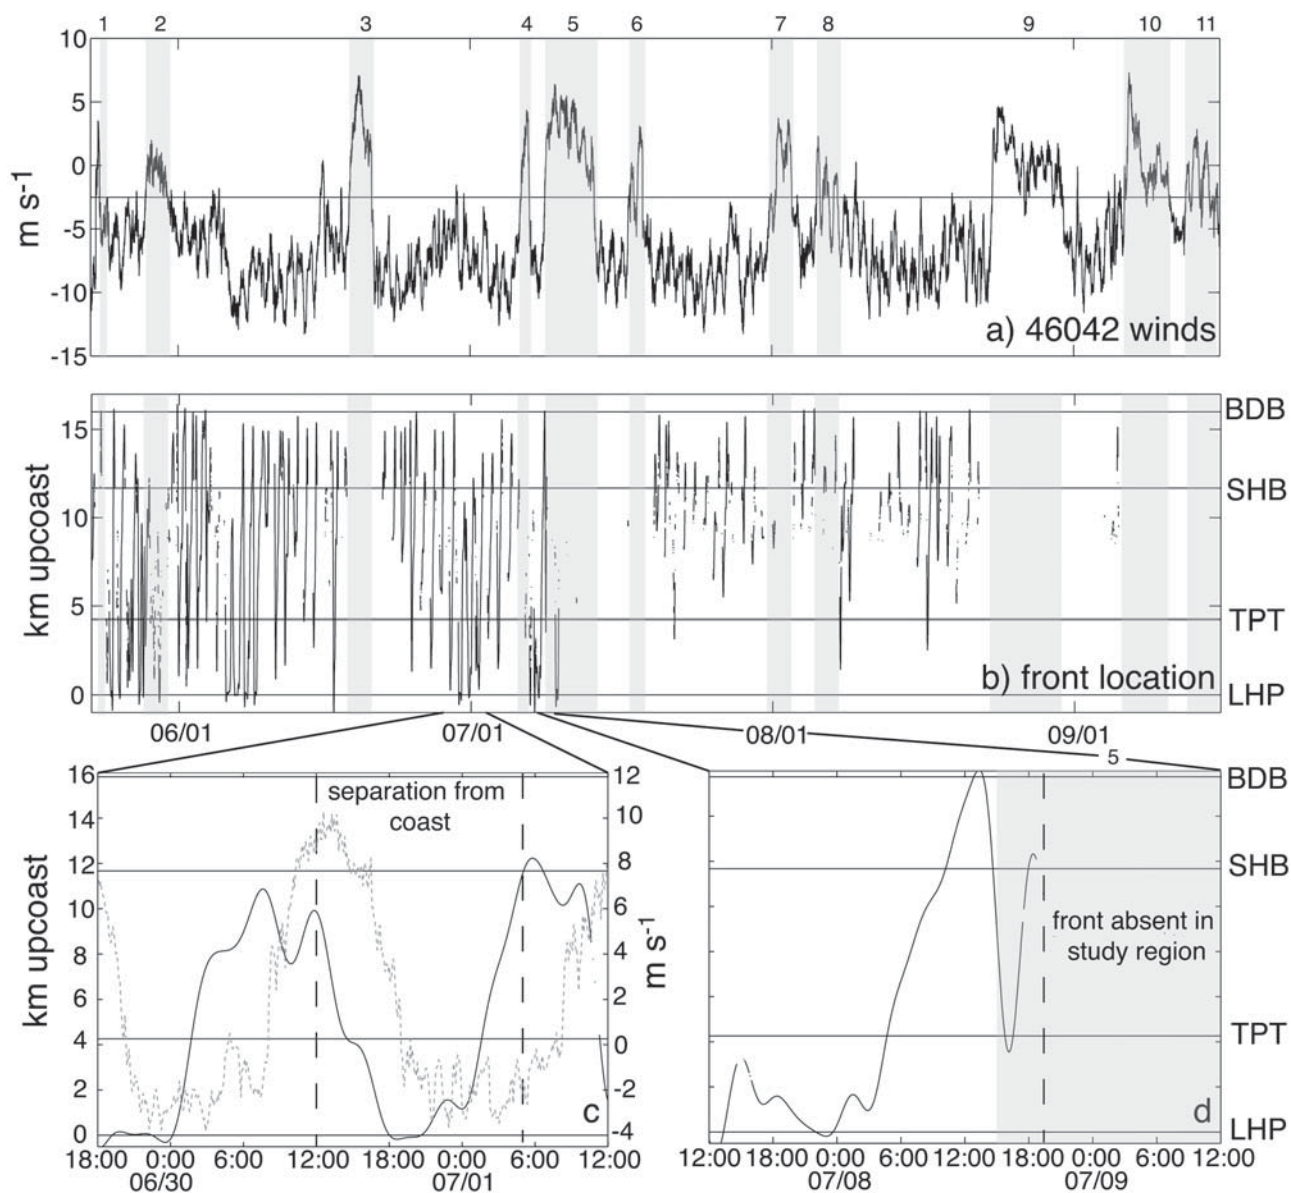 1 2 3 4 5 6 7 8 9 10 11
10
5
0
-5
-10
-15
m s-1
a) 46042 winds
15
10
5
0
km upcoast
BDB
SHB
TPT
LHP
b) front location
06/01 07/01 08/01 09/01
5
16
14
12
10
8
6
4
2
0
km upcoast
separation from
coast
12
10
8
6
4
2
0
-2
-4
m s-1
c
18:00 0:00 6:00 12:00 18:00 0:00 6:00 12:00
06/30 07/01
BDB
SHB
TPT
LHP
front absent in
study region
d
12:00 18:00 0:00 6:00 12:00 18:00 0:00 6:00 12:00
07/08 07/09